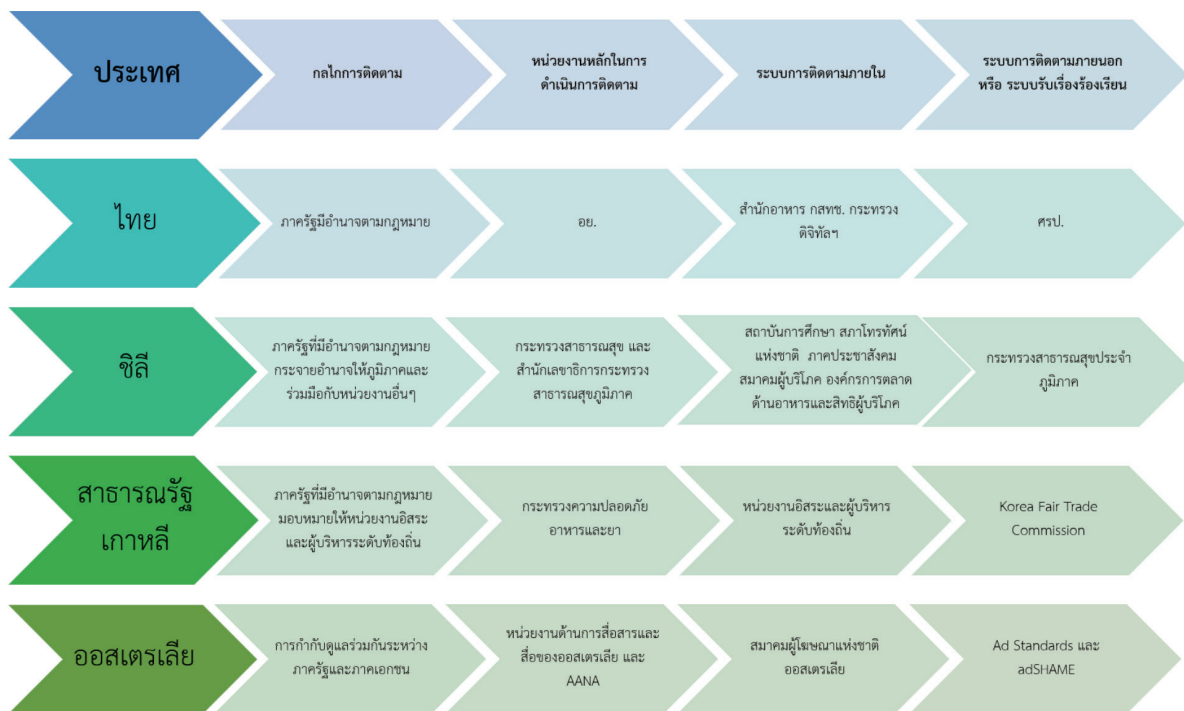 ประเทศ
กลไกการติดตาม
หน่วยงานหลักในการ
ดำเนินการติดตาม
ระบบการติดตามภายใน
ระบบการติดตามภายนอก
หรือ ระบบรับเรื่องร้องเรียน
ไทย
ภาครัฐมีอำนาจตามกฎหมาย
อย.
สำนักอาหาร กสทช. กระทรวง
ดิจิทัลฯ
ศรป.
ชิลี
ภาครัฐที่มีอำนาจตามกฎหมาย
กระจายอำนาจให้ภูมิภาคและ
ร่วมมือกับหน่วยงานอื่นๆ
กระทรวงสาธารณสุข และ
สำนักเลขาธิการกระทรวง
สาธารณสุขภูมิภาค
สถาบันการศึกษา สภาโทรทัศน์
แห่งชาติ ภาคประชาสังคม
สมาคมผู้บริโภค องค์กรการตลาด
ด้านอาหารและสิทธิผู้บริโภค
กระทรวงสาธารณสุขประจำ
ภูมิภาค
สาธารณรัฐ
เกาหลี
ภาครัฐที่มีอำนาจตามกฎหมาย
มอบหมายให้หน่วยงานอิสระ
และผู้บริหารระดับท้องถิ่น
กระทรวงความปลอดภัย
อาหารและยา
หน่วยงานอิสระและผู้บริหาร
ระดับท้องถิ่น
Korea Fair Trade
Commission
ออสเตรเลีย
การกำกับดูแลร่วมกันระหว่าง
ภาครัฐและภาคเอกชน
หน่วยงานด้านการสื่อสารและ
สื่อของออสเตรเลีย และ
AANA
สมาคมผู้โฆษณาแห่งชาติ
ออสเตรเลีย
Ad Standards และ
adSHAME